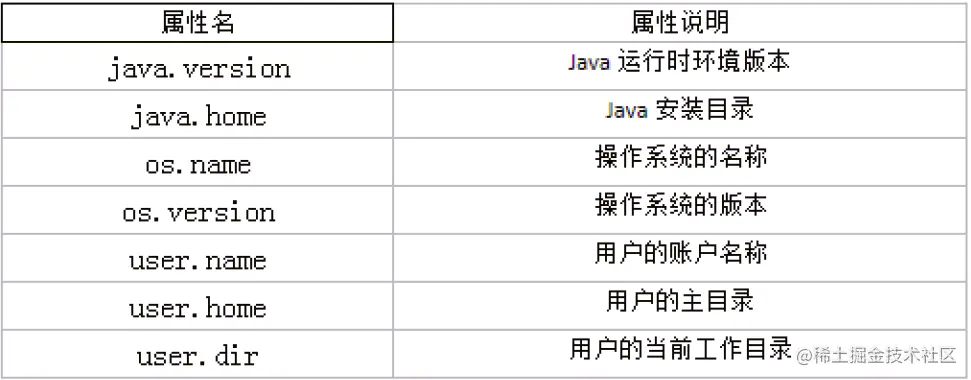 属性名 属性说明
java.version Java 运行时环境版本
java.home Java 安装目录
os.name 操作系统的名称
os.version 操作系统的版本
user.name 用户的账户名称
user.home 用户的主目录
user.dir 用户的当前工作目录
@稀土掘金技术社区